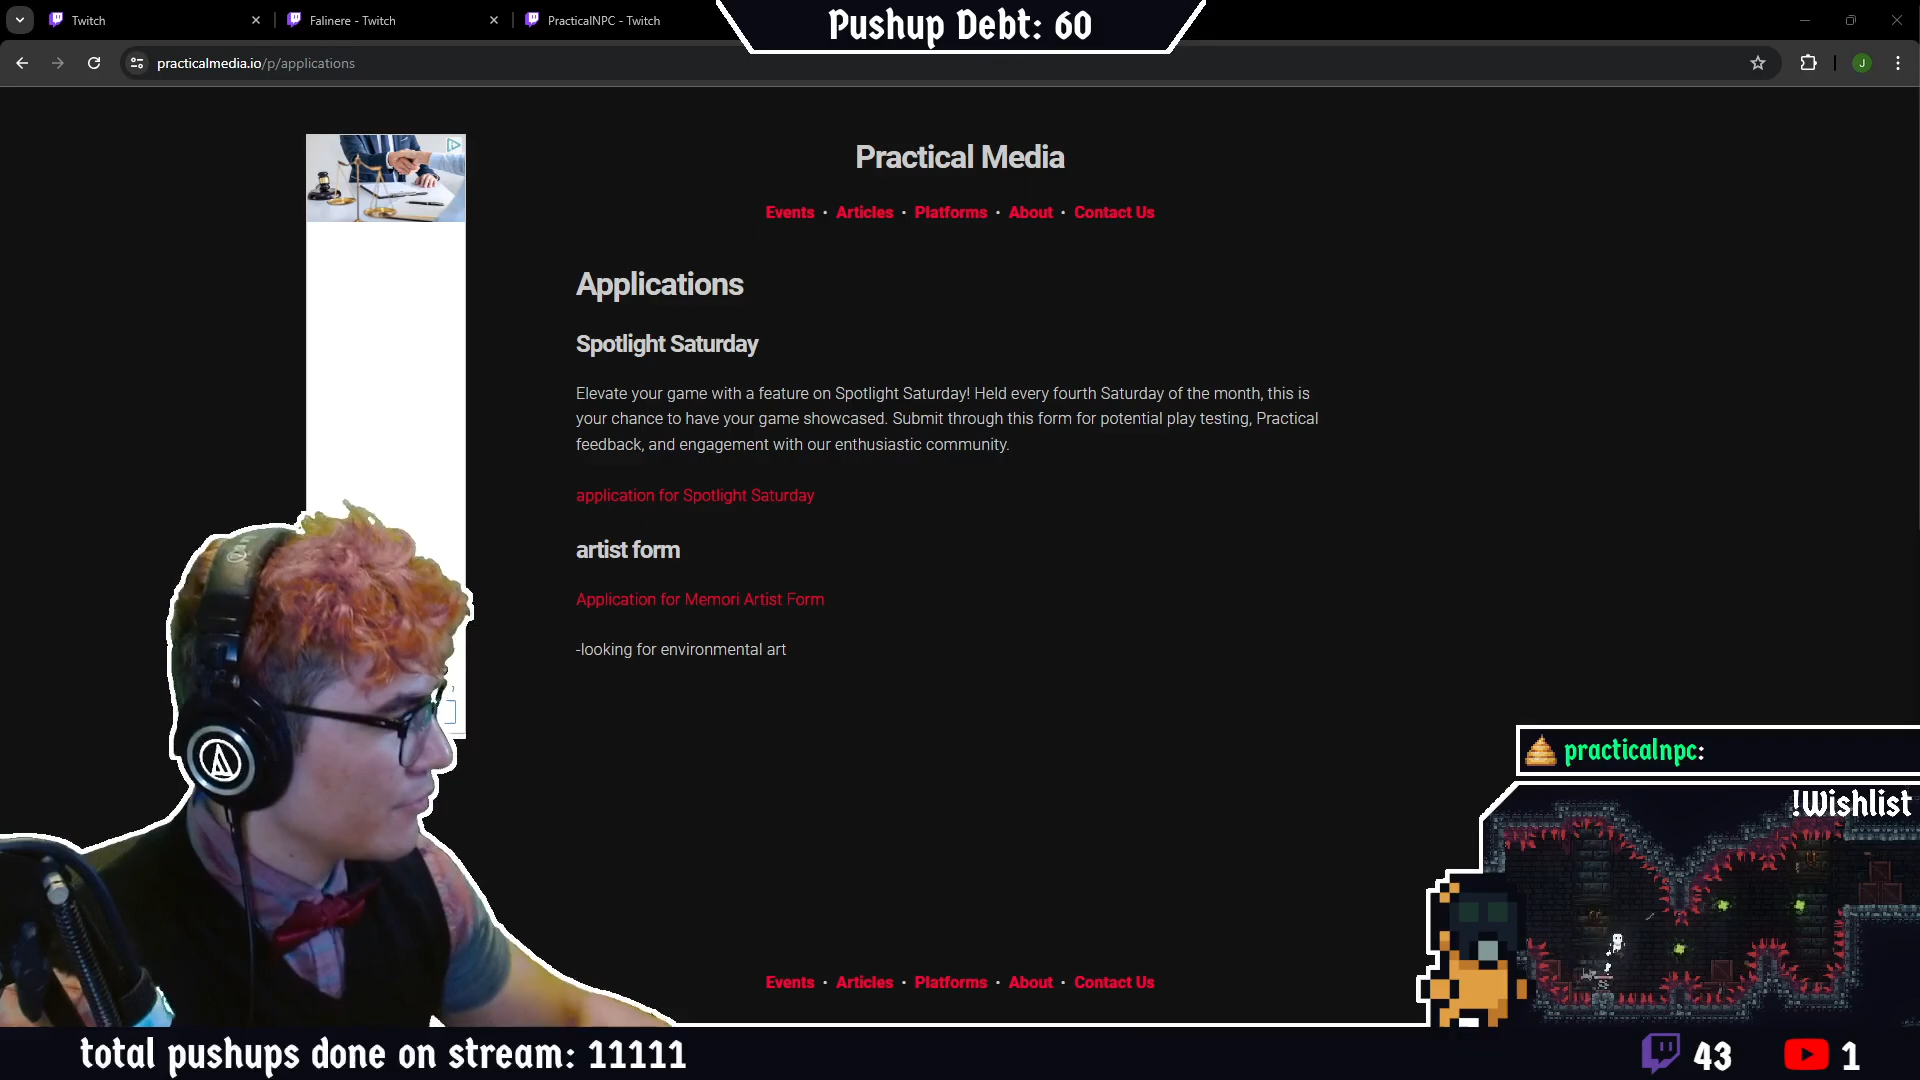 Twitch
Falinere - Twitch
PracticalNPC - Twitch
Pushup Debt: 60
practicalmedia.io/p/applications
J
Practical Media
Events · Articles · Platforms · About · Contact Us
Applications
Spotlight Saturday
Elevate your game with a feature on Spotlight Saturday! Held every fourth Saturday of the month, this is
your chance to have your game showcased. Submit through this form for potential play testing, Practical
feedback, and engagement with our enthusiastic community.
application for Spotlight Saturday
artist form
Application for Memori Artist Form
-looking for environmental art
practicalnpc:
!Wishlist
Events · Articles · Platforms · About · Contact Us
total pushups done on stream: 11111
43
1